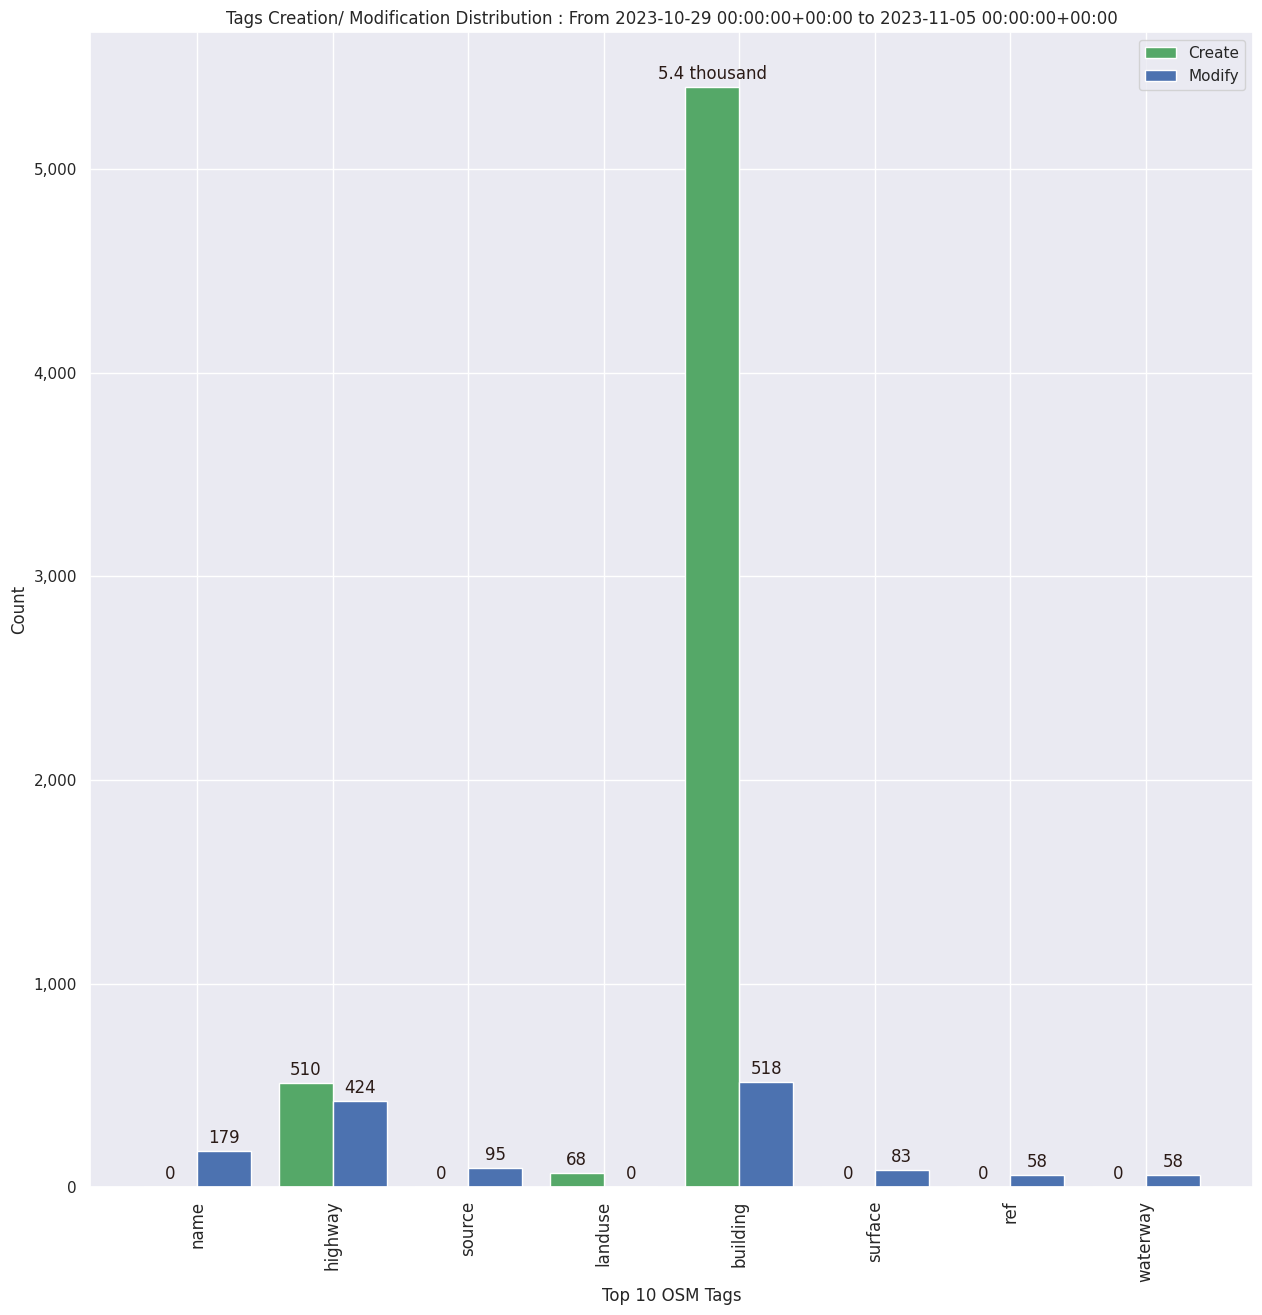 Tags Creation/ Modification Distribution : From 2023-10-29 00:00:00+00:00 to 2023-11-05 00:00:00+00:00
Create
Modify
5.4 thousand
5,000
4,000
3,000
2,000
1,000
0
Count
0
179
510
424
0
95
68
0
518
0
83
0
58
0
58
name
highway
source
landuse
building
surface
ref
waterway
Top 10 OSM Tags